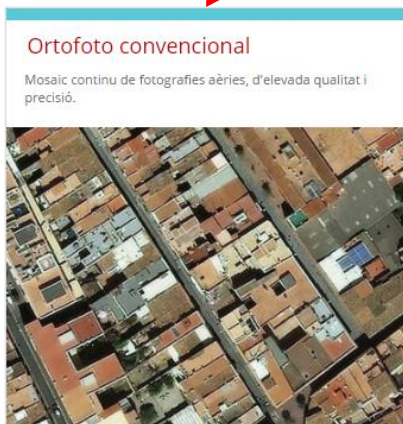 Ortofoto convencional
Mosaic continu de fotografies aèries, d'elevada qualitat i
precisió.